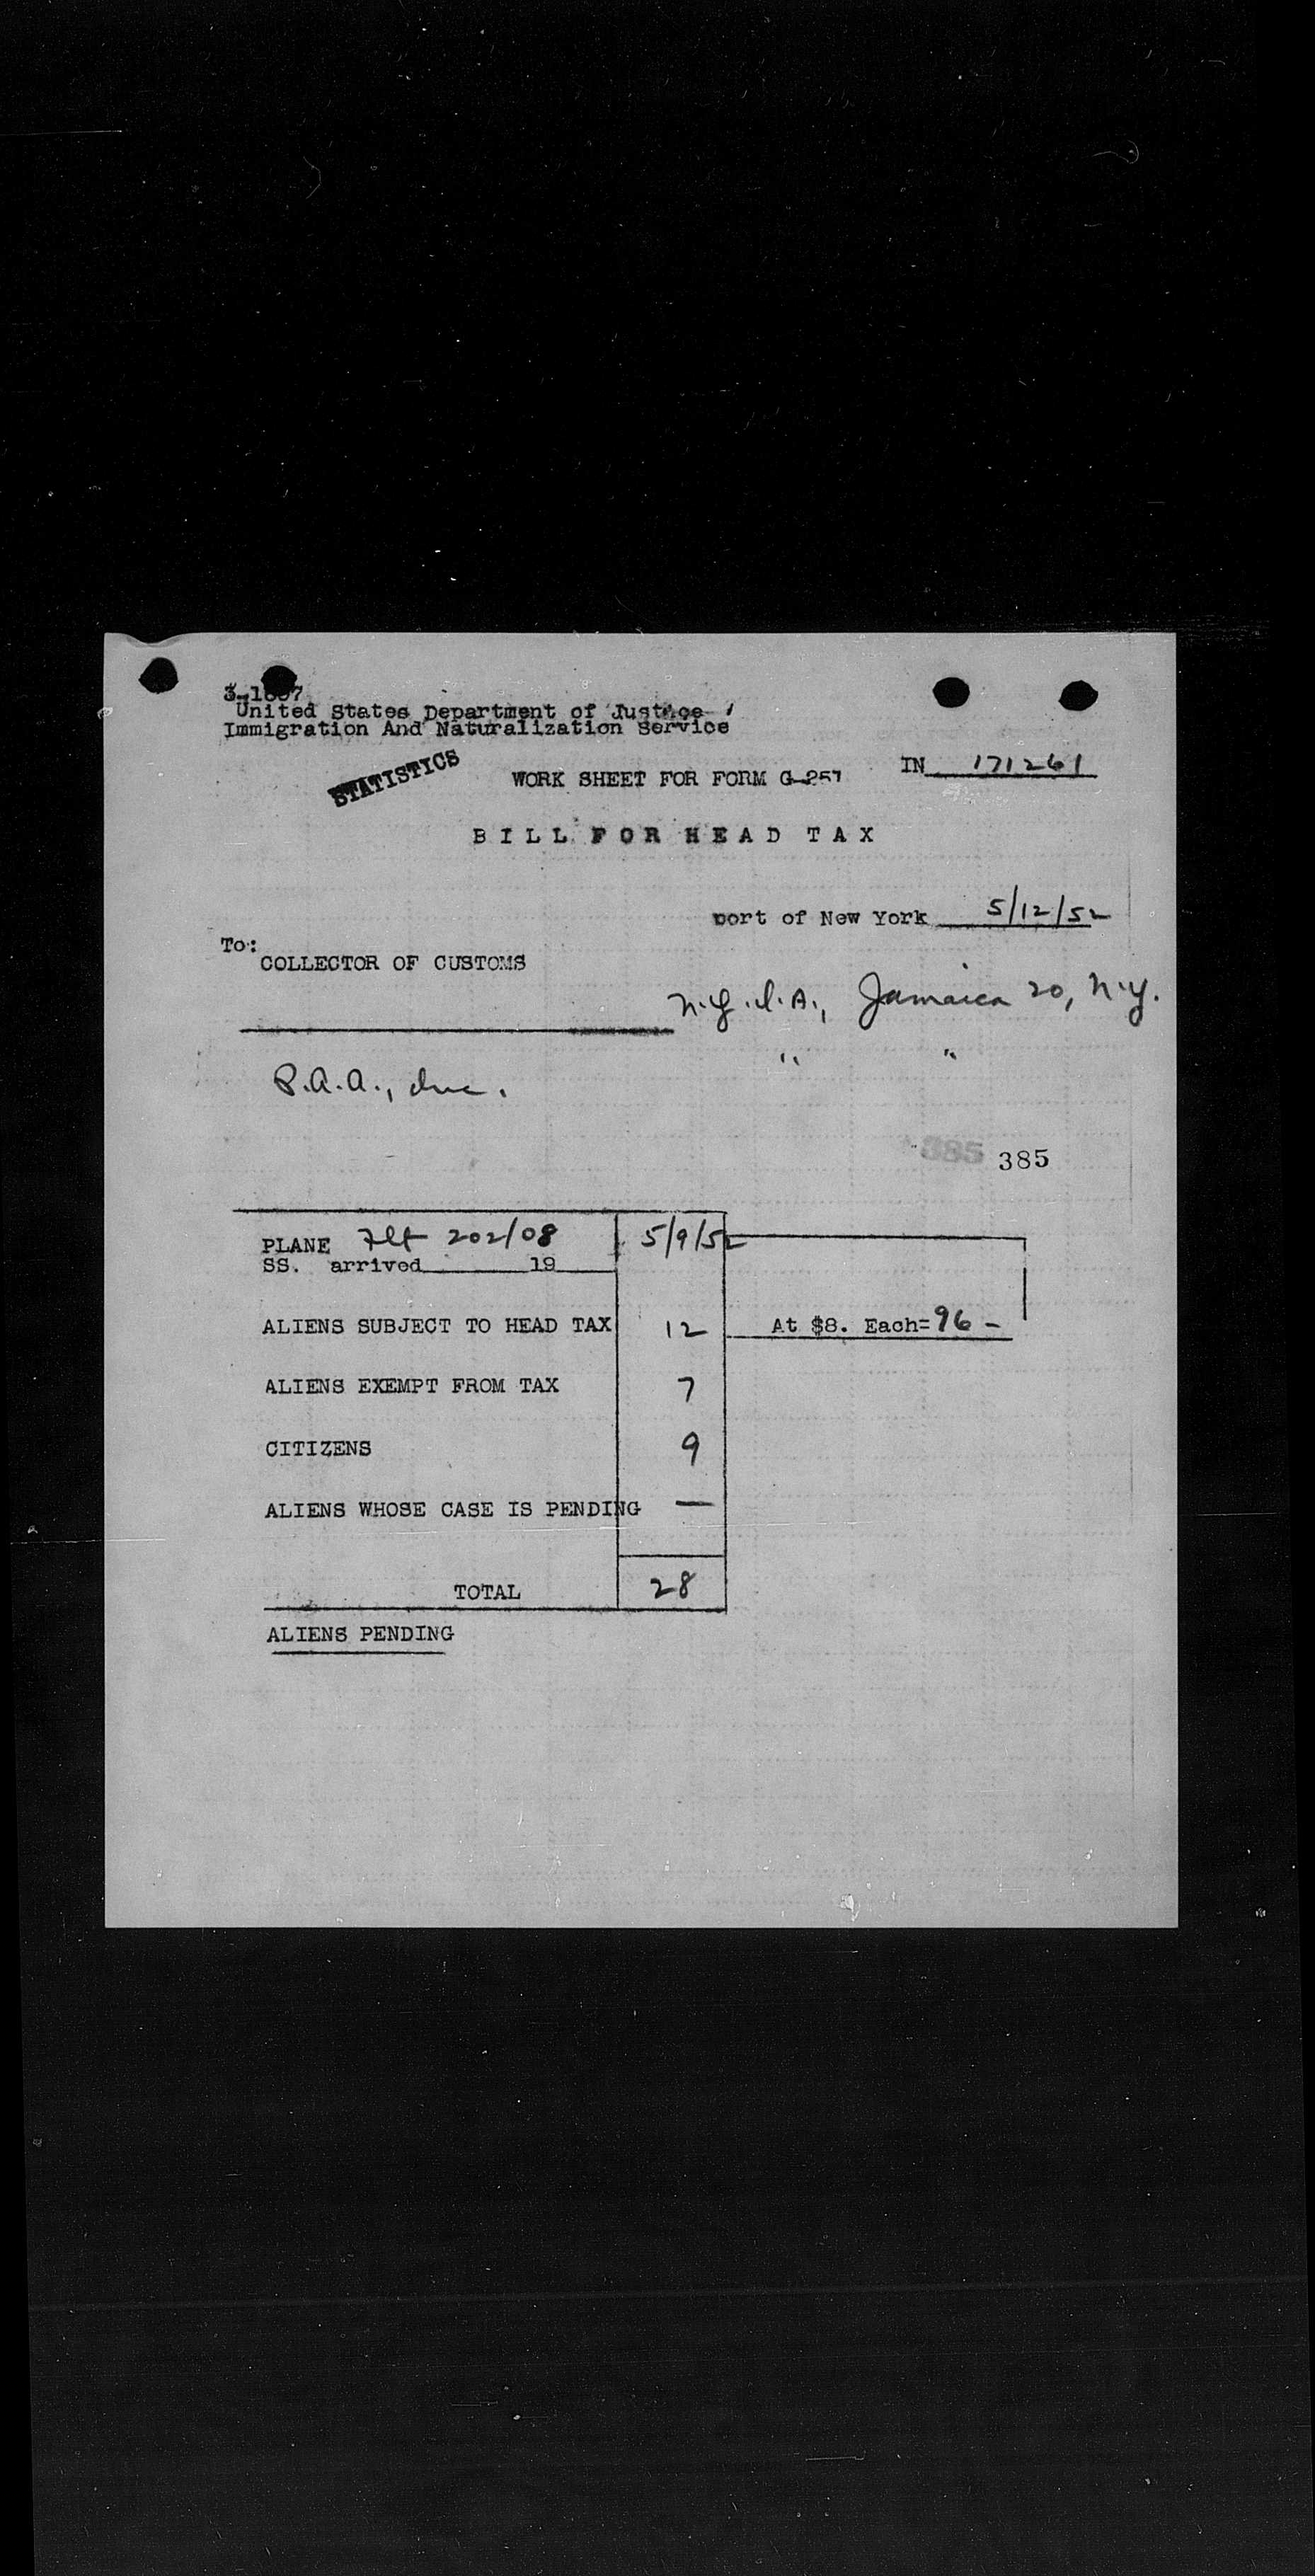 United States Department of Justice
Immigration And Naturalization Service
STATISTICS
WORK SHEET FOR FORM G-257
IN 171261
BILL FOR HEAD TAX
port of New York 5/12/52
To:
COLLECTOR OF CUSTOMS
N.Y.I.A., Jamaica 20, N.Y.
" "
P.A.A., Inc.
385 385
PLANE Flt 202/08 5/9/52
SS. arrived 19
ALIENS SUBJECT TO HEAD TAX 12 At $8. Each=96 -
ALIENS EXEMPT FROM TAX 7
CITIZENS 9
ALIENS WHOSE CASE IS PENDING —
TOTAL 28
ALIENS PENDING